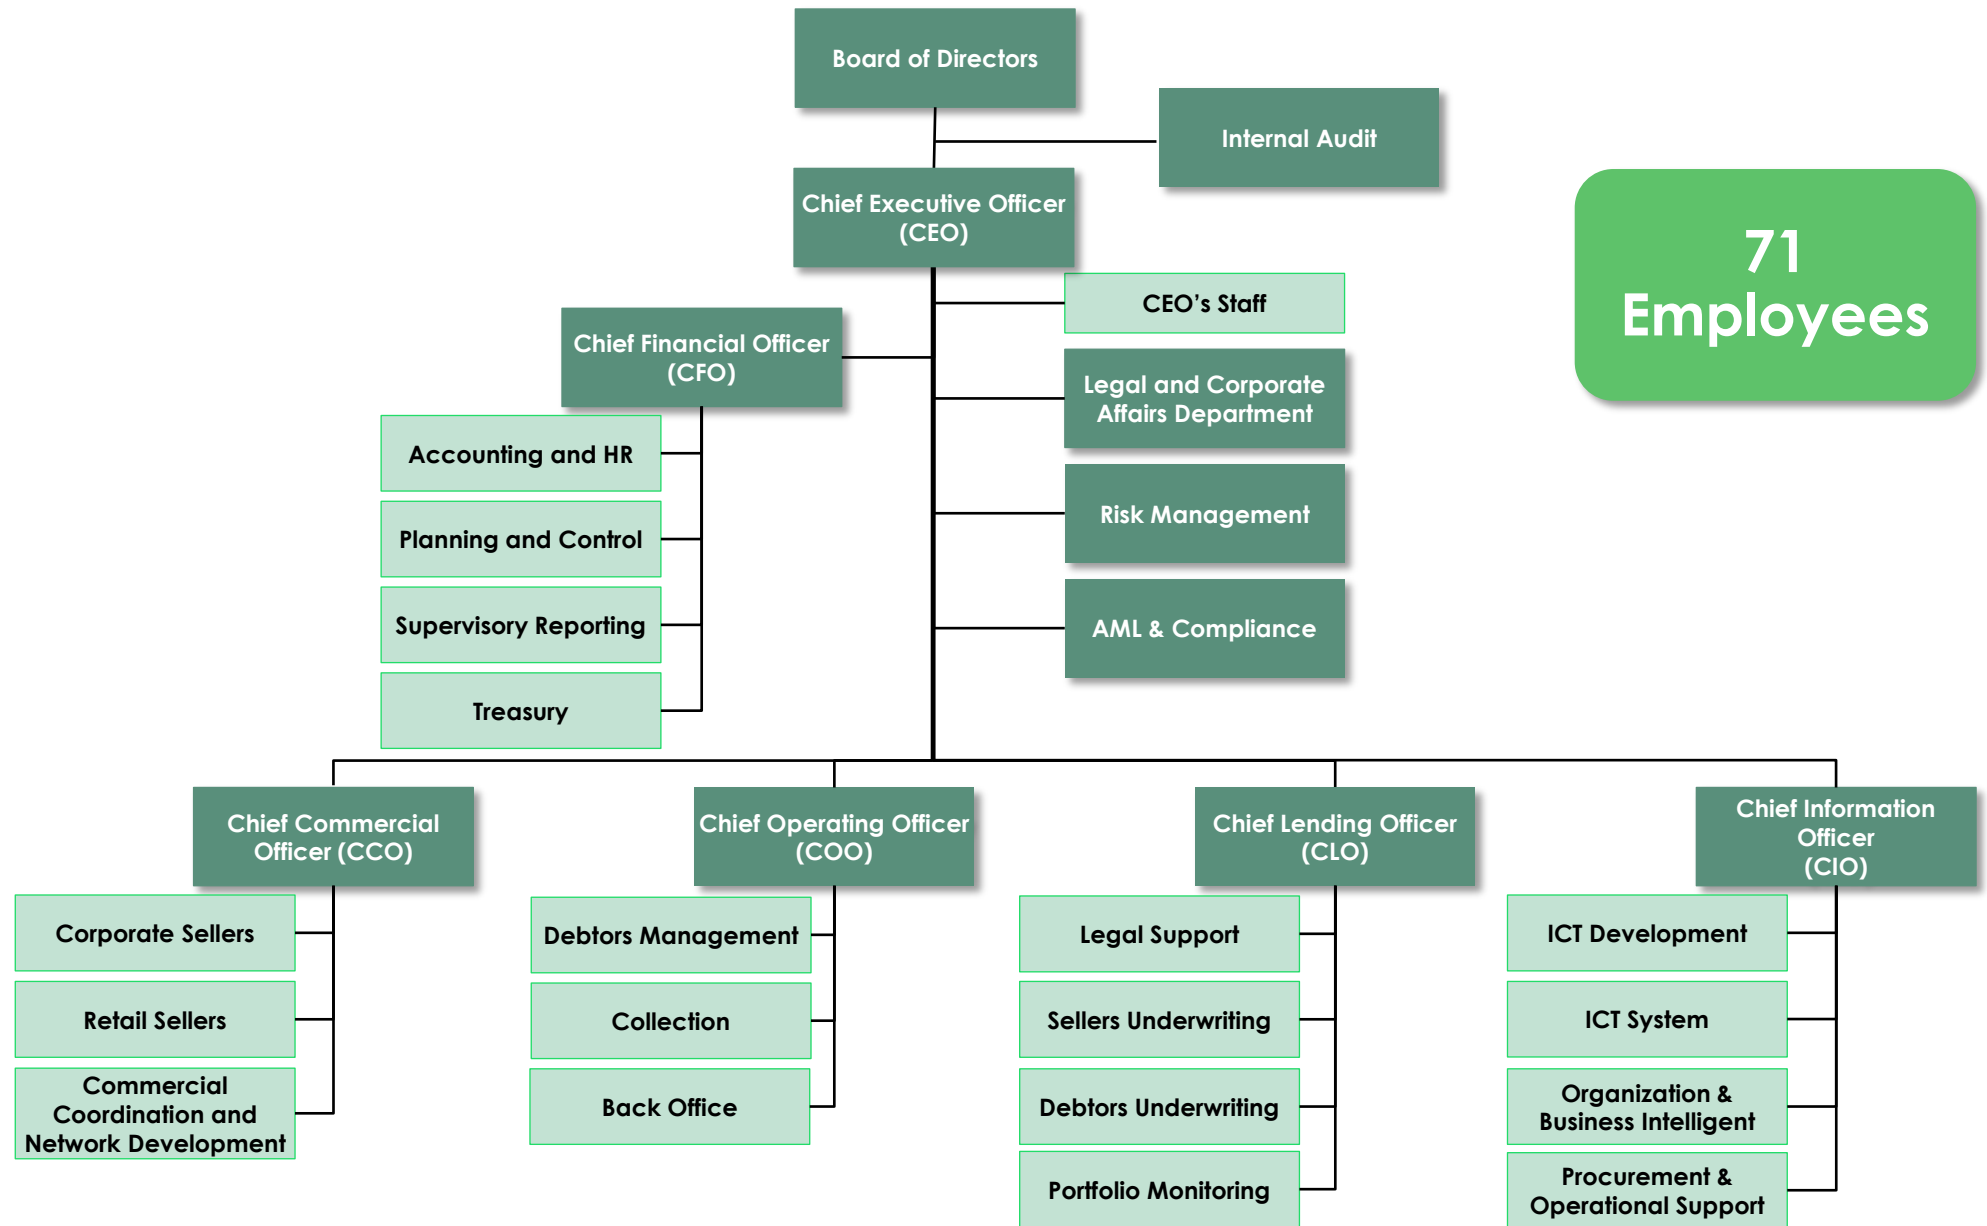 Board of Directors
Internal Audit
Chief Executive Officer
(CEO)
71
Employees
CEO’s Staff
Chief Financial Officer
(CFO)
Legal and Corporate
Affairs Department
Accounting and HR
Risk Management
Planning and Control
Supervisory Reporting
AML & Compliance
Treasury
Chief Commercial
Officer (CCO)
Corporate Sellers
Retail Sellers
Commercial
Coordination and
Network Development
Chief Operating Officer
(COO)
Debtors Management
Collection
Back Office
Chief Lending Officer
(CLO)
Legal Support
Sellers Underwriting
Debtors Underwriting
Portfolio Monitoring
Chief Information
Officer
(CIO)
ICT Development
ICT System
Organization &
Business Intelligent
Procurement &
Operational Support